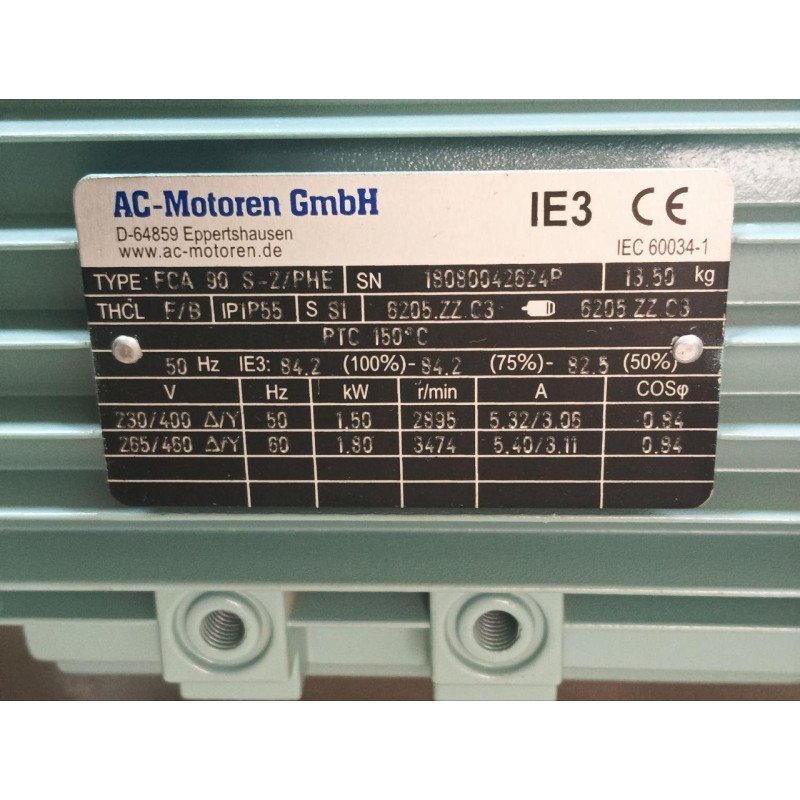 AC-Motoren GmbH IE3 CE
D-64859 Eppertshausen
www.ac-motoren.de IEC 60034-1
TYPE FCA 90 S-2/PHE SN 18080042624P 13.50 kg
THCL F/B IP IP55 S S1 6205.ZZ.C3 6205.ZZ.C3
PTC 150°C
50 Hz IE3: 84.2 (100%)- 84.2 (75%)- 82.5 (50%)
V Hz kW r/min A COSφ
230/400 Δ/Y 50 1.50 2895 5.32/3.06 0.84
265/460 Δ/Y 60 1.80 3474 5.40/3.11 0.84